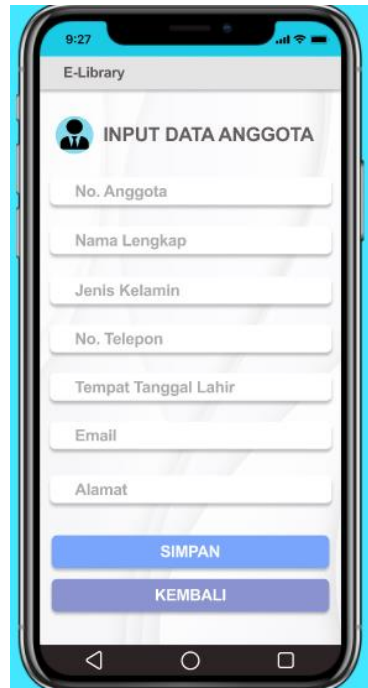 9:27
E-Library
INPUT DATA ANGGOTA
No. Anggota
Nama Lengkap
Jenis Kelamin
No. Telepon
Tempat Tanggal Lahir
Email
Alamat
SIMPAN
KEMBALI